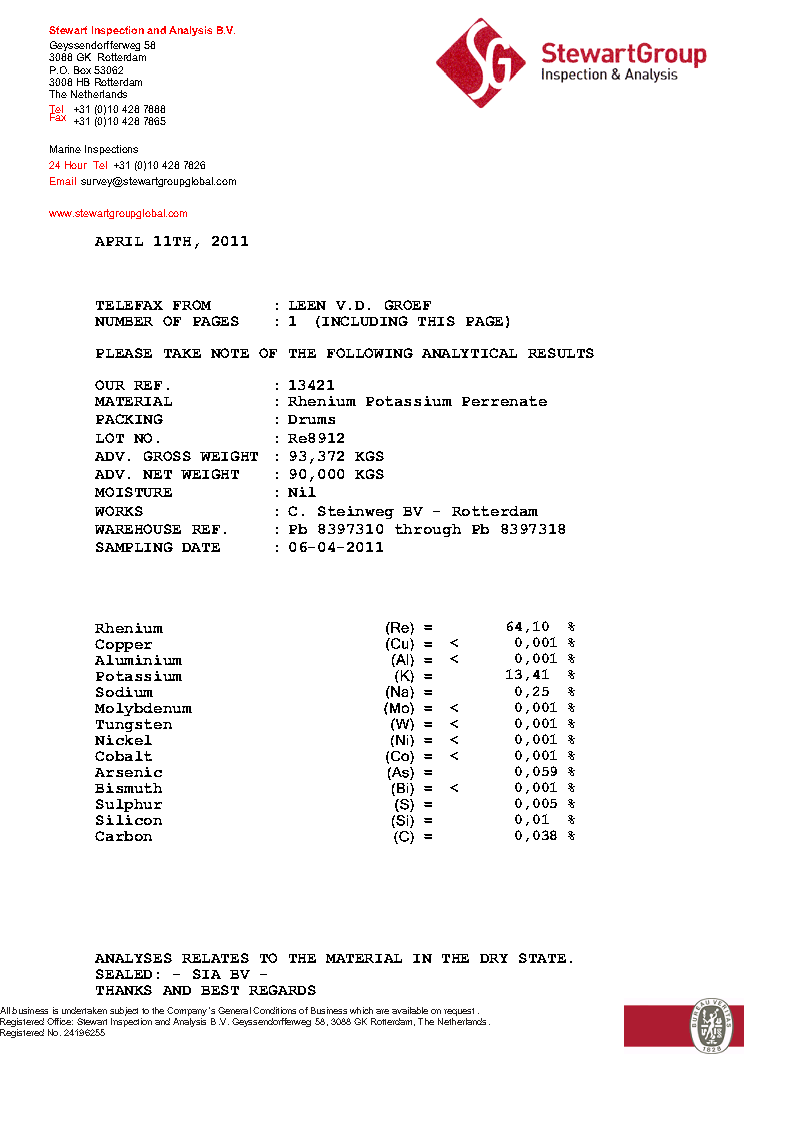 Stewart Inspection and Analysis B.V.
Geyssendorfferweg 58
3088 GK Rotterdam
P.O. Box 53062
3008 HB Rotterdam
The Netherlands
Tel +31 (0)10 428 7888
Fax +31 (0)10 428 7865
SG
StewartGroup
Inspection & Analysis
Marine Inspections
24 Hour Tel +31 (0)10 428 7826
Email survey@stewartgroupglobal.com
www.stewartgroupglobal.com
APRIL 11TH, 2011
TELEFAX FROM : LEEN V.D. GROEF
NUMBER OF PAGES : 1 (INCLUDING THIS PAGE)
PLEASE TAKE NOTE OF THE FOLLOWING ANALYTICAL RESULTS
OUR REF. : 13421
MATERIAL : Rhenium Potassium Perrenate
PACKING : Drums
LOT NO. : Re8912
ADV. GROSS WEIGHT : 93,372 KGS
ADV. NET WEIGHT : 90,000 KGS
MOISTURE : Nil
WORKS : C. Steinweg BV - Rotterdam
WAREHOUSE REF. : Pb 8397310 through Pb 8397318
SAMPLING DATE : 06-04-2011
Rhenium (Re) = 64,10 %
Copper (Cu) = < 0,001 %
Aluminium (Al) = < 0,001 %
Potassium (K) = 13,41 %
Sodium (Na) = 0,25 %
Molybdenum (Mo) = < 0,001 %
Tungsten (W) = < 0,001 %
Nickel (Ni) = < 0,001 %
Cobalt (Co) = < 0,001 %
Arsenic (As) = 0,059 %
Bismuth (Bi) = < 0,001 %
Sulphur (S) = 0,005 %
Silicon (Si) = 0,01 %
Carbon (C) = 0,038 %
ANALYSES RELATES TO THE MATERIAL IN THE DRY STATE.
SEALED: - SIA BV -
THANKS AND BEST REGARDS
All business is undertaken subject to the Company's General Conditions of Business which are available on request .
Registered Office: Stewart Inspection and Analysis B.V. Geyssendorfferweg 58, 3088 GK Rotterdam, The Netherlands.
Registered No. 24196255
BUREAU VERITAS
1828